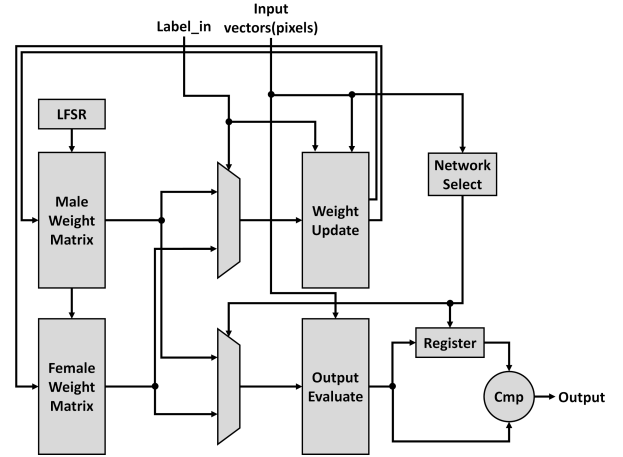 Label_in
Input
vectors(pixels)
LFSR
Male
Weight
Matrix
Weight
Update
Network
Select
Female
Weight
Matrix
Output
Evaluate
Register
Cmp
Output